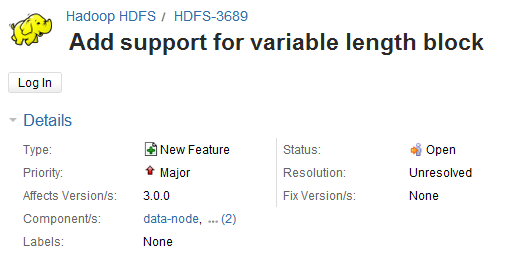 Hadoop HDFS / HDFS-3689
Add support for variable length block
Log In
Details
Type: New Feature Status: Open
Priority: Major Resolution: Unresolved
Affects Version/s: 3.0.0 Fix Version/s: None
Component/s: data-node, ... (2)
Labels: None